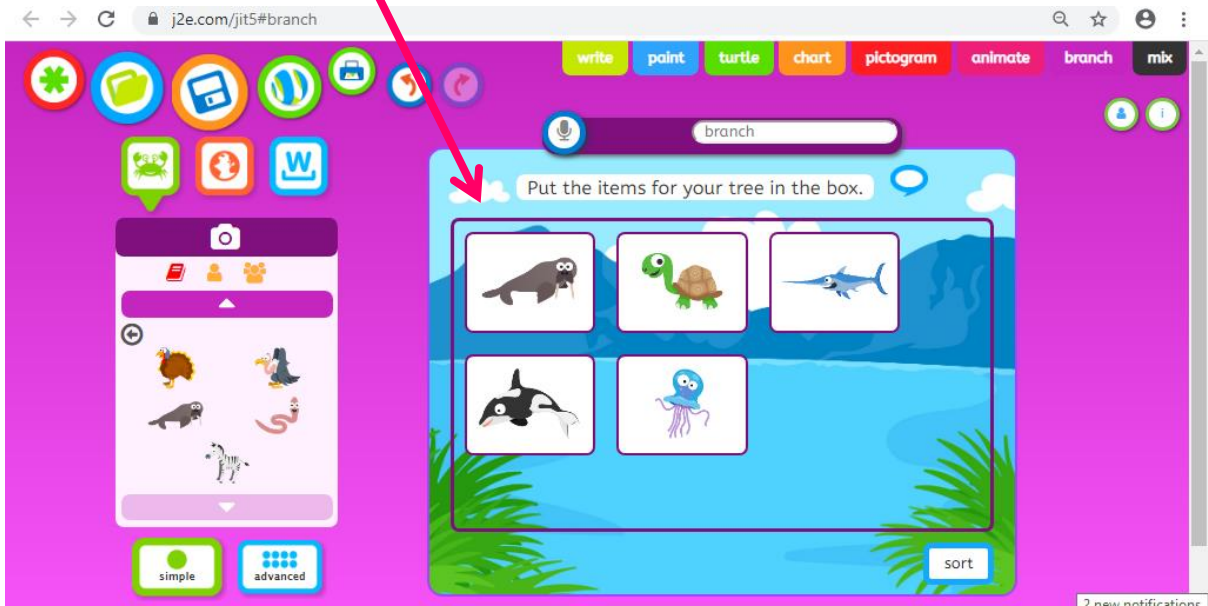 j2e.com/jit5#branch
write paint turtle chart pictogram animate branch mix
branch
W
i
Put the items for your tree in the box.
simple advanced
sort
2 new notifications